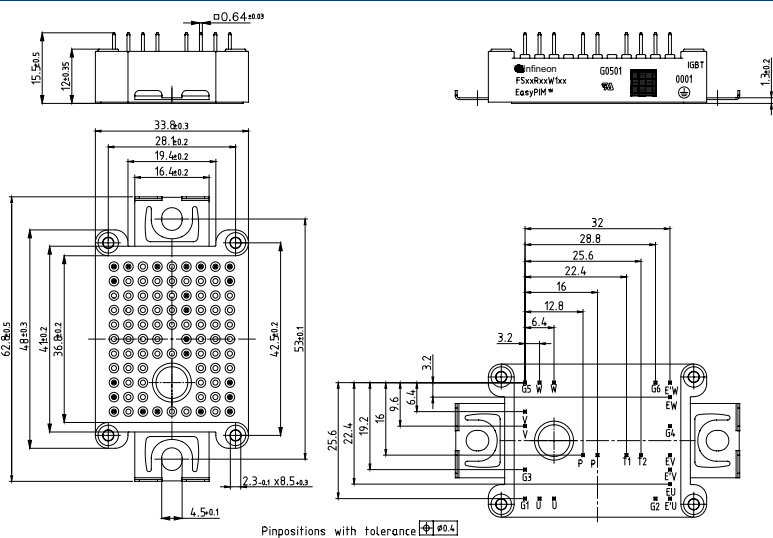 □0.64±0.03
15.5±0.5
12±0.35
Infineon
FSxxRxxW1xx
EasyPIM™
G0501
IGBT
0001
1.3±0.2
33.8±0.3
28.1±0.2
19.4±0.2
16.4±0.2
62.8±0.5
48±0.3
41±0.2
36.8±0.2
42.5±0.2
53±0.1
2.3-0.1 x8.5+0.3
4.5±0.1
32
28.8
25.6
22.4
16
12.8
6.4
3.2
3.2
6.4
9.6
16
19.2
22.4
25.6
G5 W W G6 E'W
EW
V
V
G4
P P T1 T2 EV
G3 E'V
EU
G1 U U G2 E'U
Pinpositions with tolerance ⌖ ø0.4